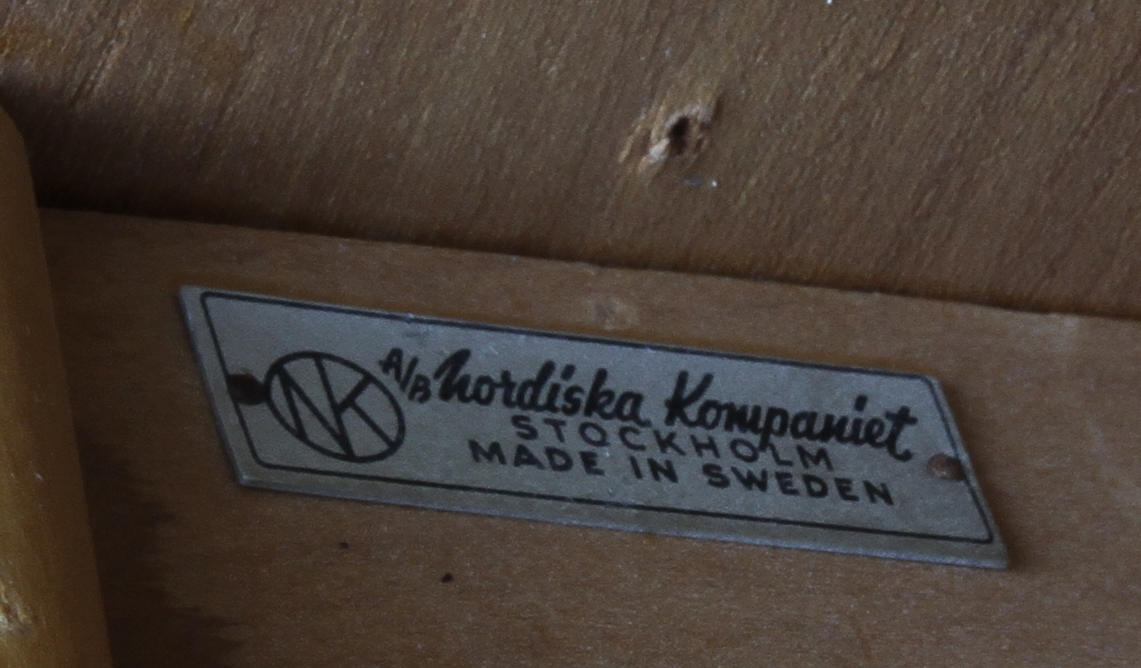 NK
A/B Nordiska Kompaniet
STOCKHOLM
MADE IN SWEDEN